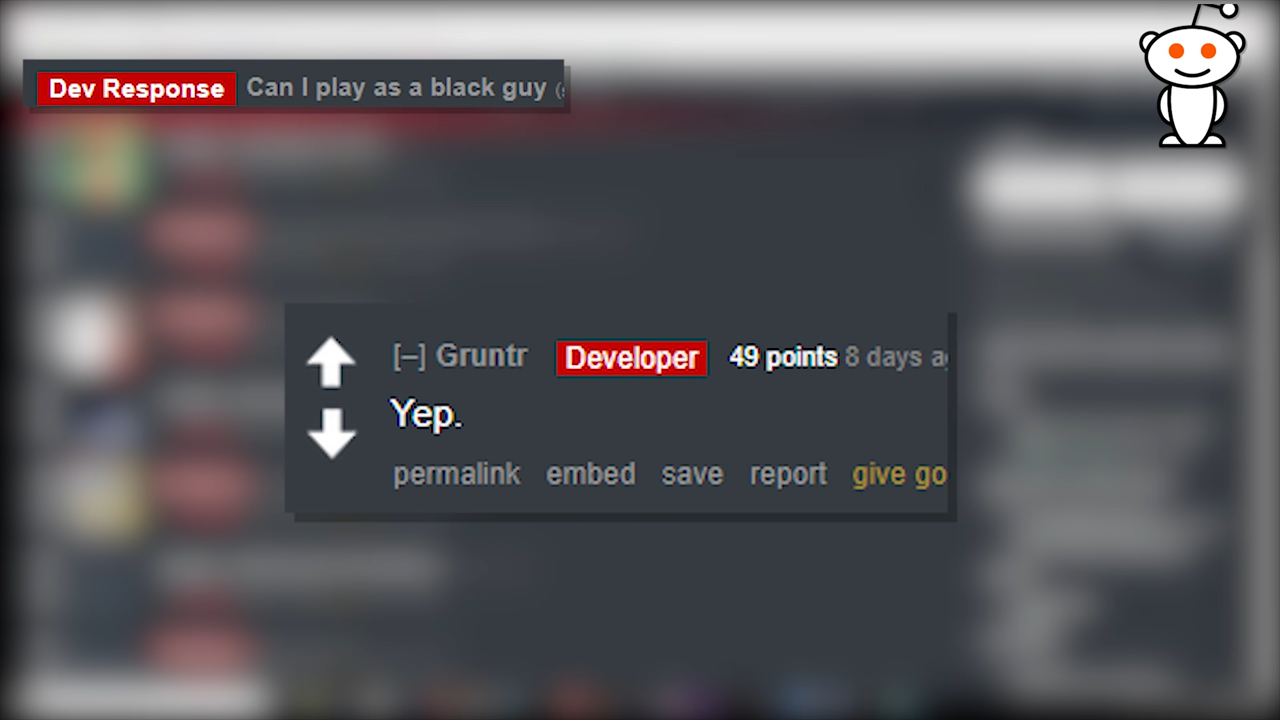 Dev Response Can I play as a black guy
[–] Gruntr Developer 49 points 8 days
Yep.
permalink embed save report give